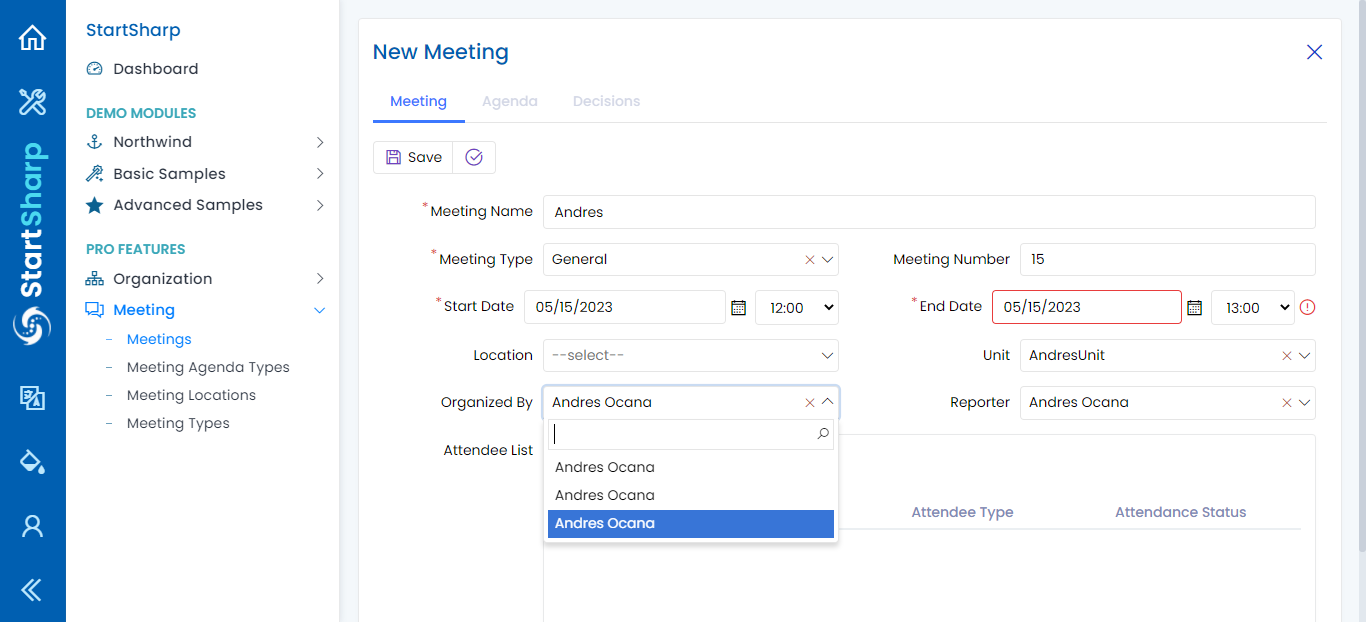 StartSharp
StartSharp
Dashboard
DEMO MODULES
Northwind
Basic Samples
Advanced Samples
PRO FEATURES
Organization
Meeting
Meetings
Meeting Agenda Types
Meeting Locations
Meeting Types
New Meeting
Meeting Agenda Decisions
Save
*Meeting Name Andres
*Meeting Type General Meeting Number 15
*Start Date 05/15/2023 12:00 *End Date 05/15/2023 13:00
Location --select-- Unit AndresUnit
Organized By Andres Ocana Reporter Andres Ocana
Attendee List
Andres Ocana
Andres Ocana
Andres Ocana
Attendee Type Attendance Status